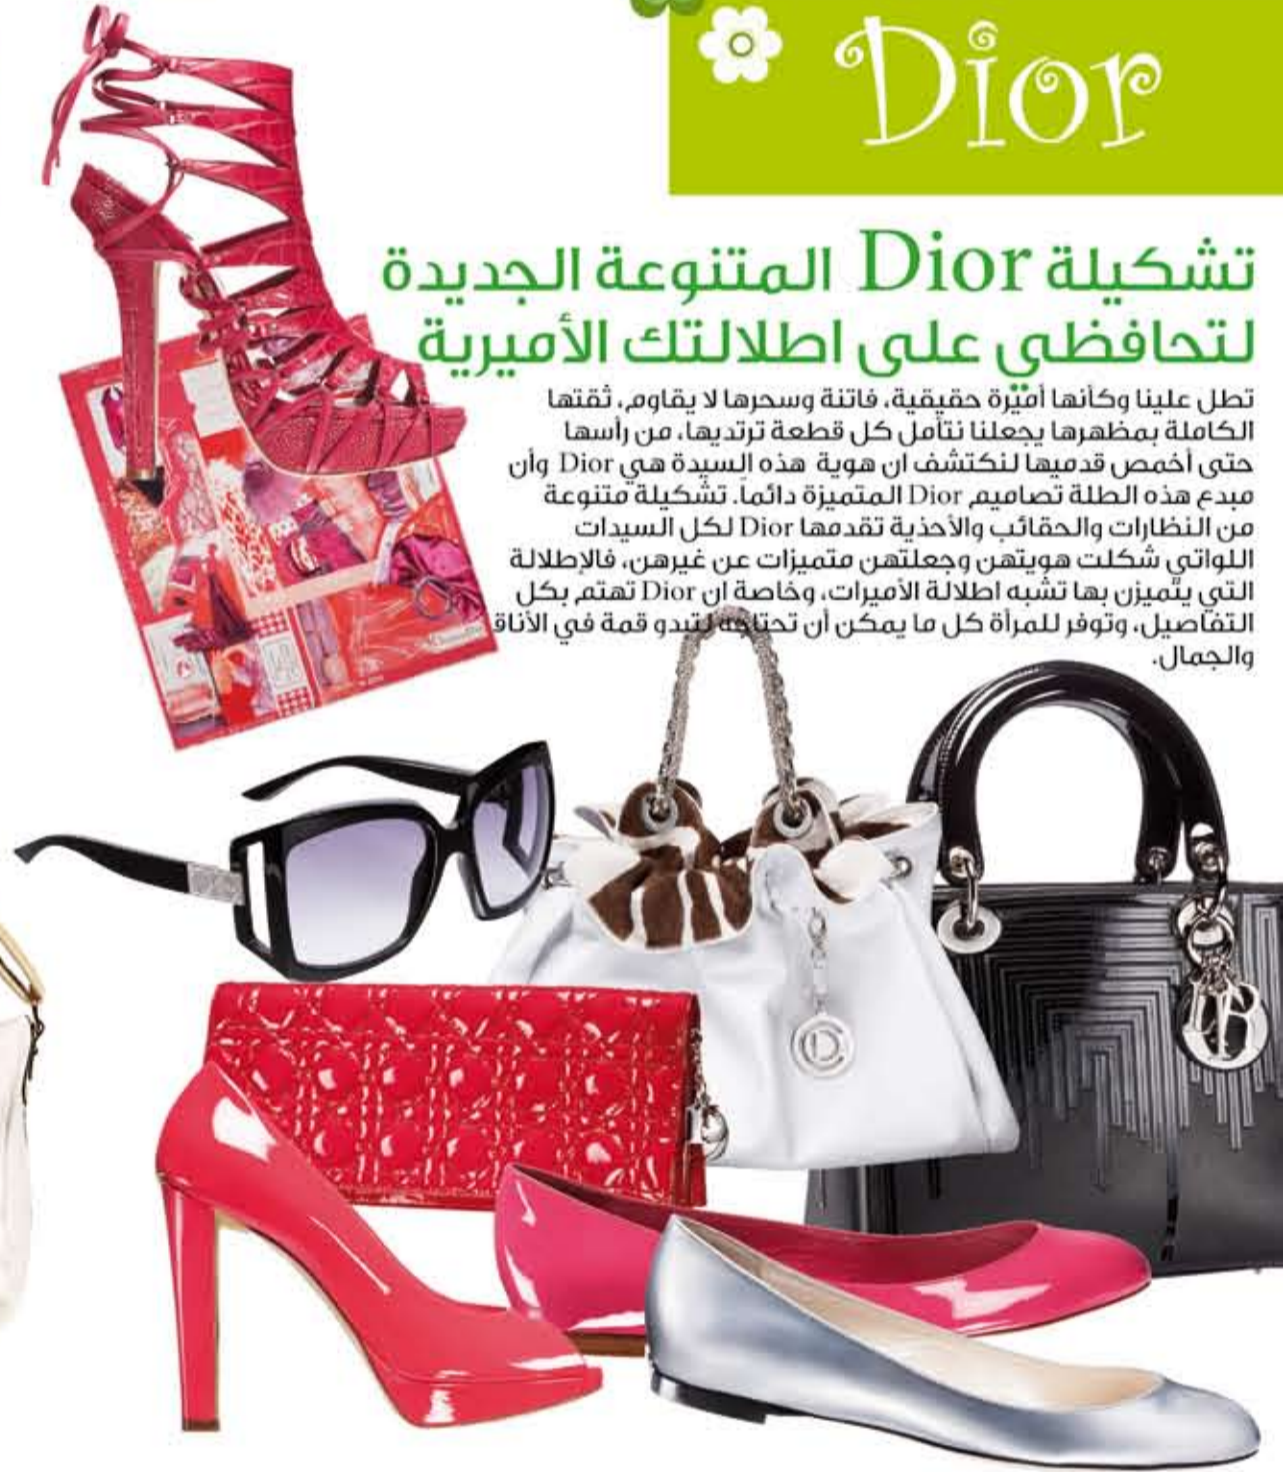 Dior
تشكيلة Dior المتنوعة الجديدة
لتحافظي على اطلالتك الأميرية
تطل علينا وكأنها أميرة حقيقية، فاتنة وسحرها لا يقاوم، ثقتها
الكاملة بمظهرها يجعلنا نتأمل كل قطعة ترتديها، من رأسها
حتى أخمص قدميها لنكتشف ان هوية هذه السيدة هي Dior وأن
مبدع هذه الطلة تصاميم Dior المتميزة دائماً. تشكيلة متنوعة
من النظارات والحقائب والأحذية تقدمها Dior لكل السيدات
اللواتي شكلت هويتهن وجعلتهن متميزات عن غيرهن، فالإطلالة
التي يتميزن بها تشبه اطلالة الأميرات، وخاصة ان Dior تهتم بكل
التفاصيل، وتوفر للمرأة كل ما يمكن أن تحتاجه لتبدو قمة في الأناق
والجمال.